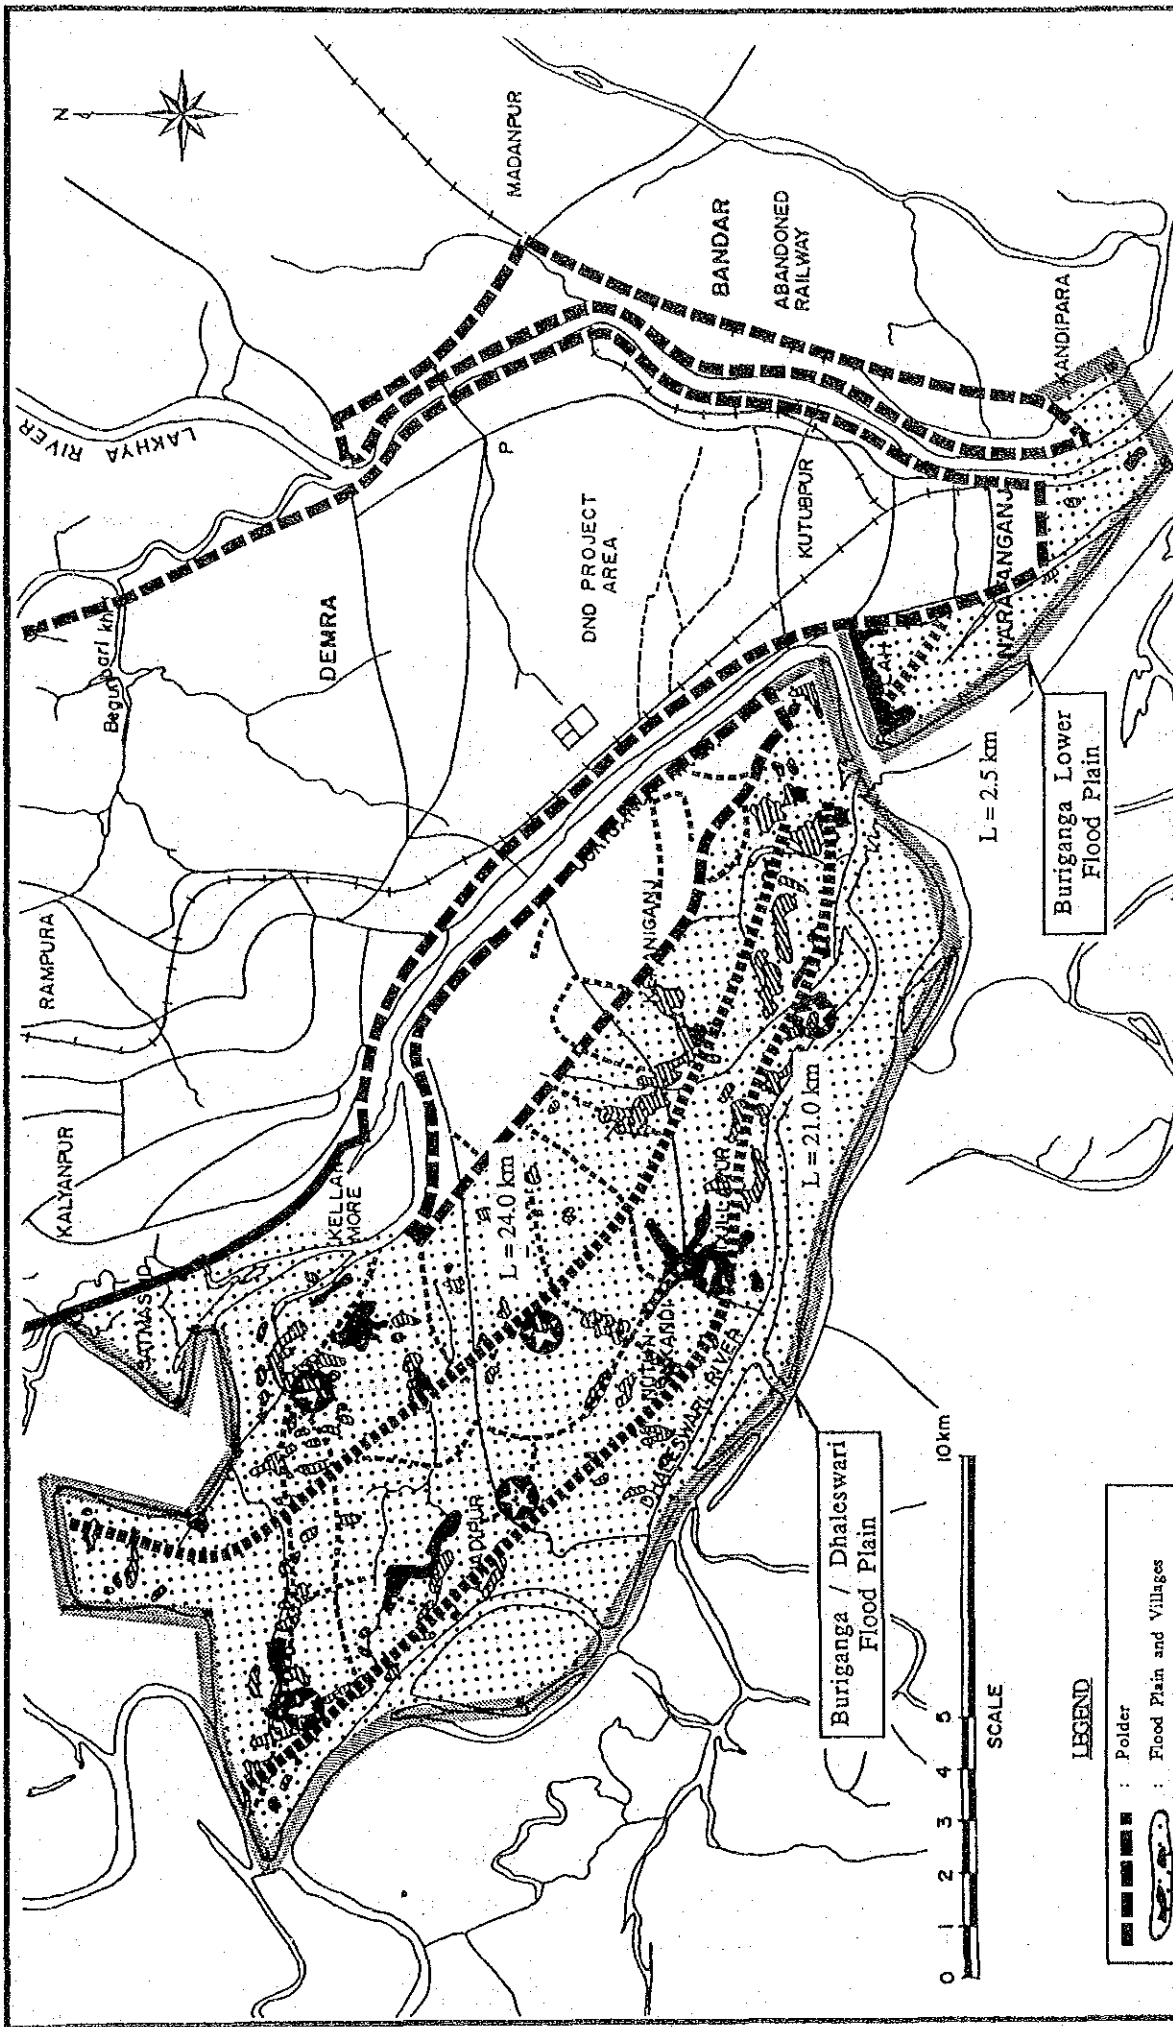 N
LAKHYA RIVER
MADANPUR
RAMPURA
KALYANPUR
DEMRA
BANDAR
ABANDONED
RAILWAY
P
DND PROJECT
AREA
KUTUBPUR
KANDIPARA
KELLAR
MORE
NARAYANGANJ
L = 24.0 km
L = 21.0 km
L = 2.5 km
DHALESWARI RIVER
Buriganga Lower
Flood Plain
Buriganga / Dhaleswari
Flood Plain
0 1 2 3 4 5 10km
SCALE
LEGEND
: Polder
: Flood Plain and Villages